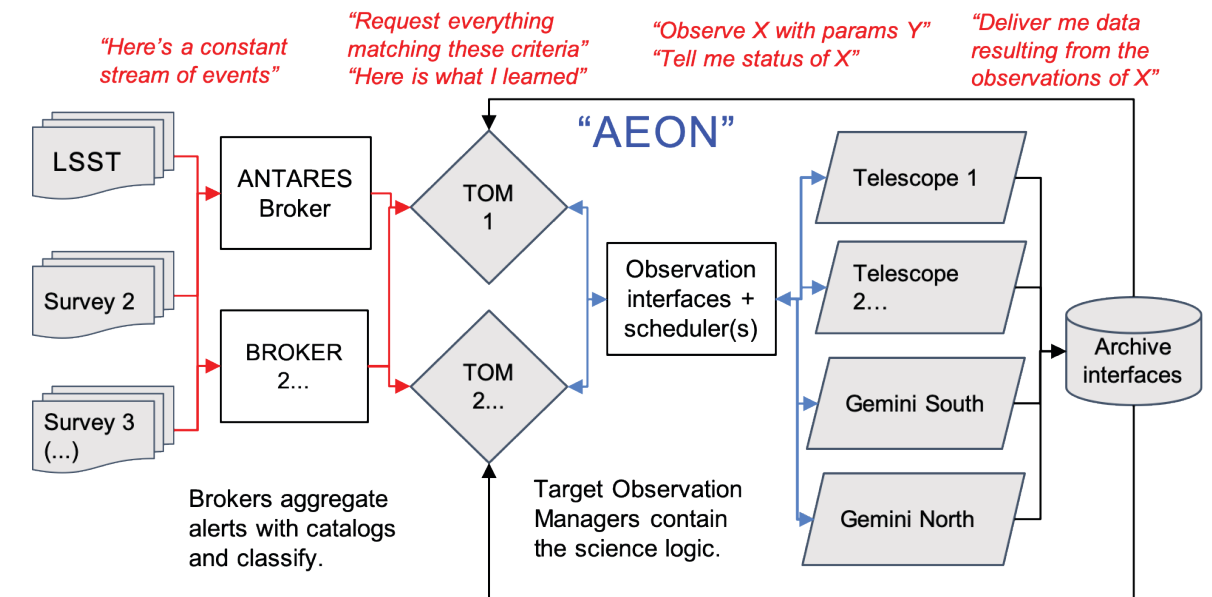 “Here’s a constant
stream of events”
“Request everything
matching these criteria”
“Here is what I learned”
“Observe X with params Y”
“Tell me status of X”
“Deliver me data
resulting from the
observations of X”
“AEON”
LSST
Survey 2
Survey 3
(...)
ANTARES
Broker
BROKER
2...
TOM
1
TOM
2...
Observation
interfaces +
scheduler(s)
Telescope 1
Telescope
2...
Gemini South
Gemini North
Archive
interfaces
Brokers aggregate
alerts with catalogs
and classify.
Target Observation
Managers contain
the science logic.